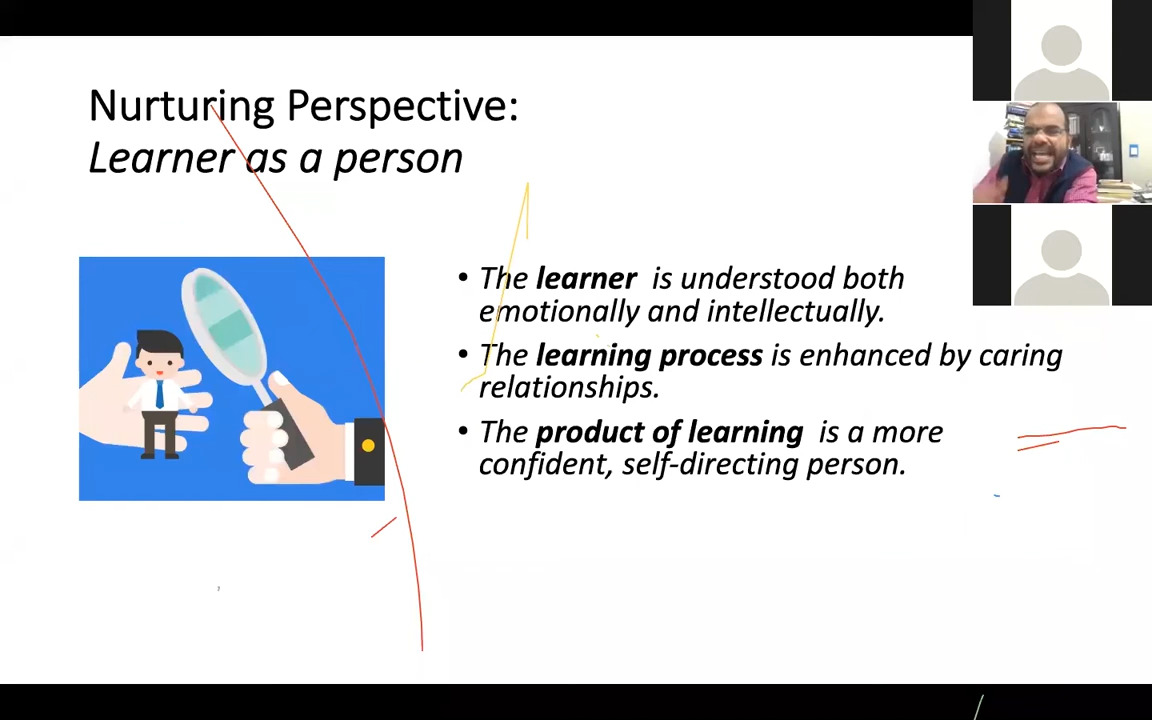 Nurturing Perspective:
Learner as a person
• The learner is understood both
emotionally and intellectually.
• The learning process is enhanced by caring
relationships.
• The product of learning is a more
confident, self-directing person.